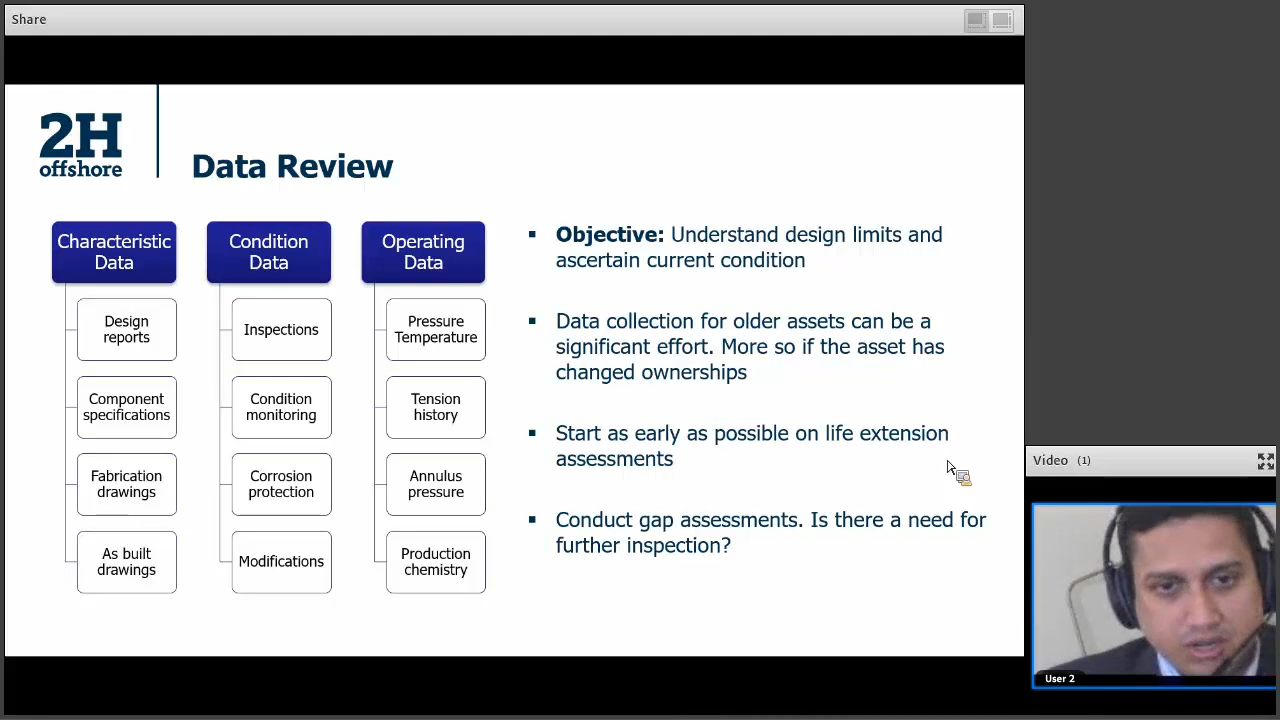 Share
2H
offshore
Data Review
Characteristic
Data
Design
reports
Component
specifications
Fabrication
drawings
As built
drawings
Condition
Data
Inspections
Condition
monitoring
Corrosion
protection
Modifications
Operating
Data
Pressure
Temperature
Tension
history
Annulus
pressure
Production
chemistry
▪ Objective: Understand design limits and
ascertain current condition
▪ Data collection for older assets can be a
significant effort. More so if the asset has
changed ownerships
▪ Start as early as possible on life extension
assessments
▪ Conduct gap assessments. Is there a need for
further inspection?
Video (1)
User 2